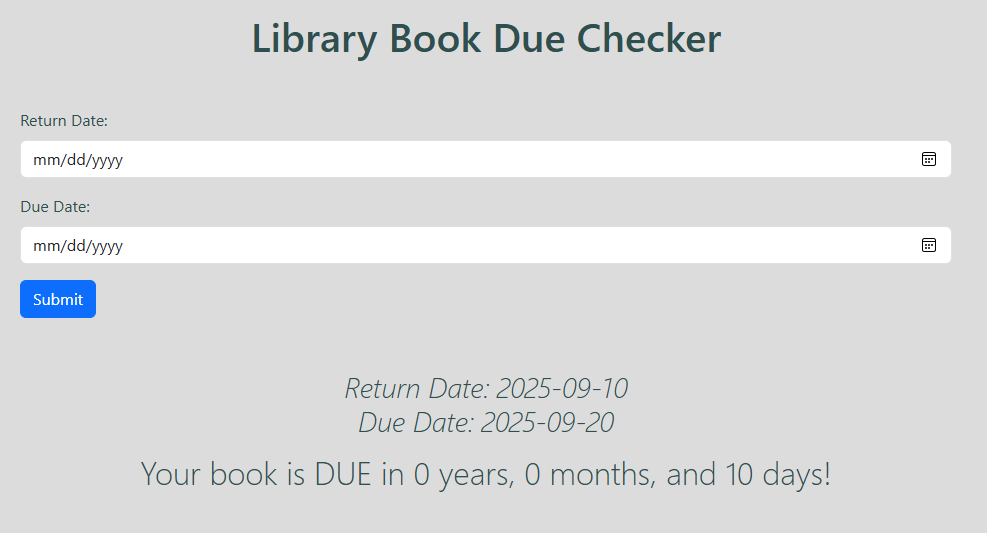 Library Book Due Checker
Return Date:
mm/dd/yyyy
Due Date:
mm/dd/yyyy
Submit
Return Date: 2025-09-10
Due Date: 2025-09-20
Your book is DUE in 0 years, 0 months, and 10 days!